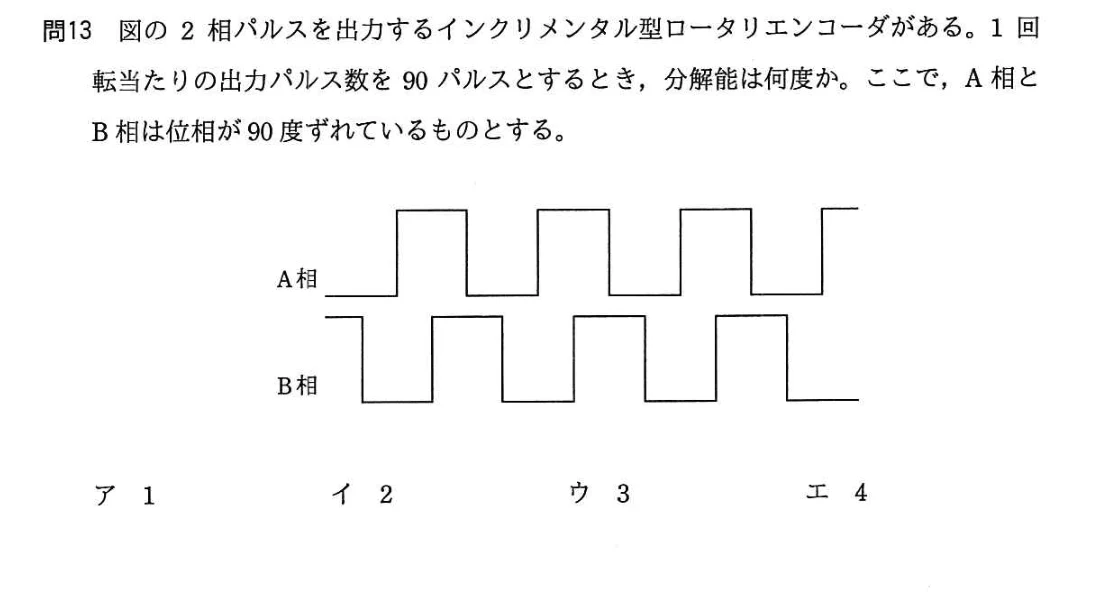 問13 図の 2 相パルスを出力するインクリメンタル型ロータリエンコーダがある。1 回
転当たりの出力パルス数を 90 パルスとするとき，分解能は何度か。ここで，A 相と
B 相は位相が 90 度ずれているものとする。
A相
B相
ア 1 イ 2 ウ 3 エ 4